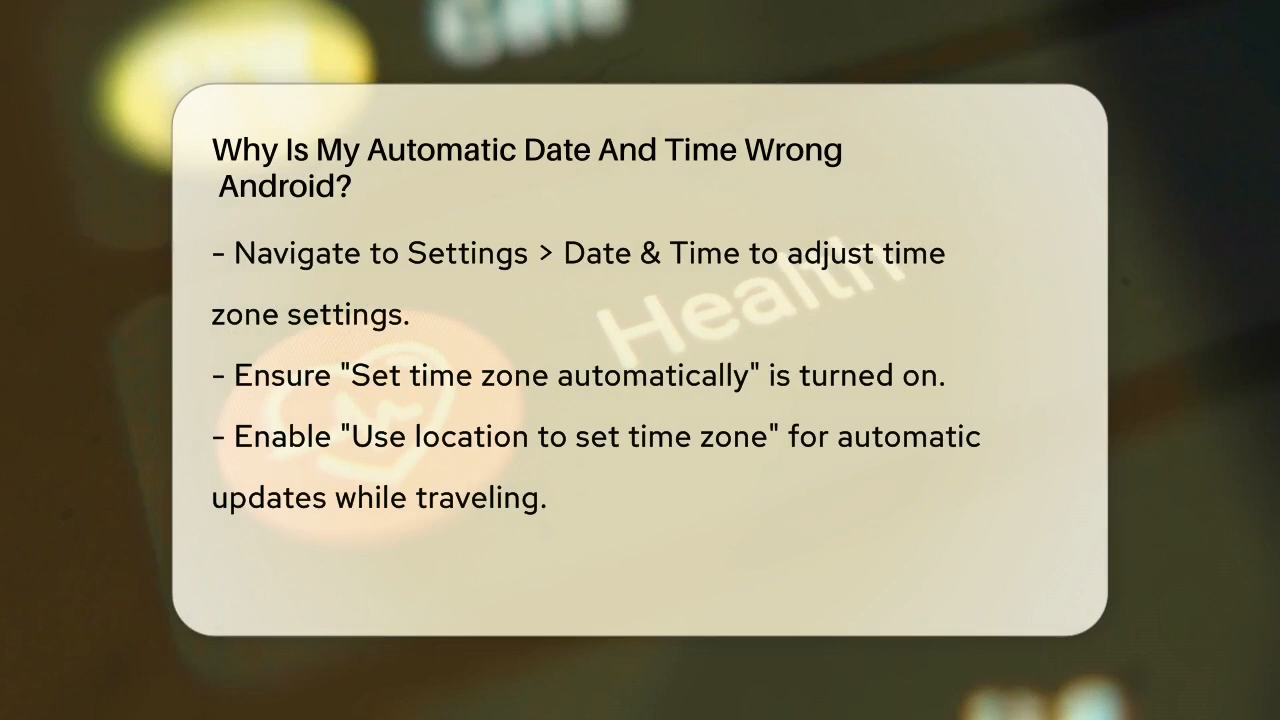 Why Is My Automatic Date And Time Wrong
Android?
- Navigate to Settings > Date & Time to adjust time
zone settings.
- Ensure "Set time zone automatically" is turned on.
- Enable "Use location to set time zone" for automatic
updates while traveling.
Health